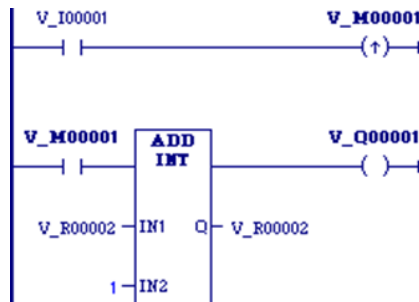 V_I00001 V_M00001
(↑)
V_M00001 ADD INT V_Q00001
V_R00002 IN1 Q V_R00002
1 IN2